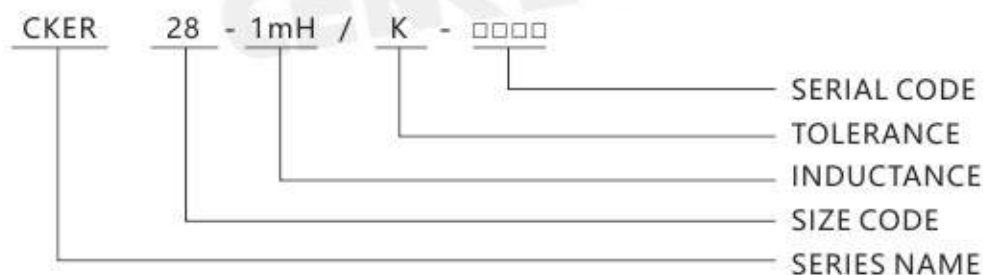 CKER 28 - 1mH / K - □□□□
SERIAL CODE
TOLERANCE
INDUCTANCE
SIZE CODE
SERIES NAME